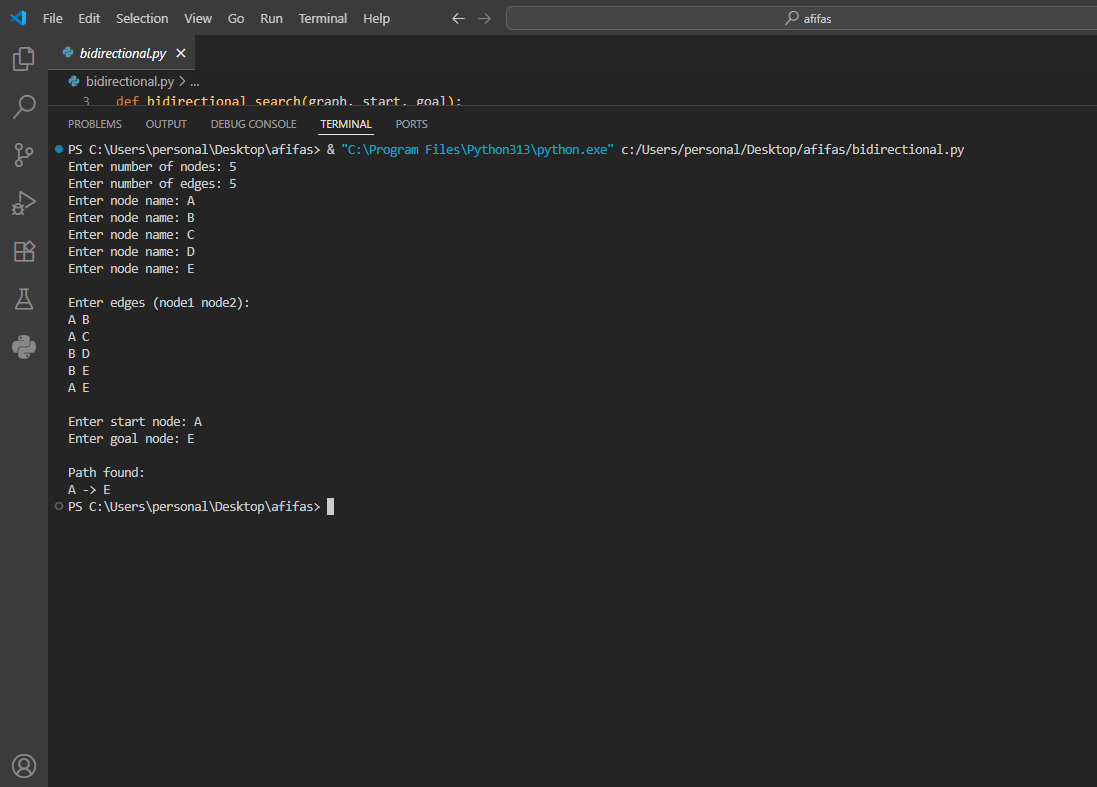 File Edit Selection View Go Run Terminal Help afifas
bidirectional.py
bidirectional.py > ...
3 def bidirectional_search(graph, start, goal):
PROBLEMS OUTPUT DEBUG CONSOLE TERMINAL PORTS
PS C:\Users\personal\Desktop\afifas> & "C:\Program Files\Python313\python.exe" c:/Users/personal/Desktop/afifas/bidirectional.py
Enter number of nodes: 5
Enter number of edges: 5
Enter node name: A
Enter node name: B
Enter node name: C
Enter node name: D
Enter node name: E
Enter edges (node1 node2):
A B
A C
B D
B E
A E
Enter start node: A
Enter goal node: E
Path found:
A -> E
PS C:\Users\personal\Desktop\afifas>